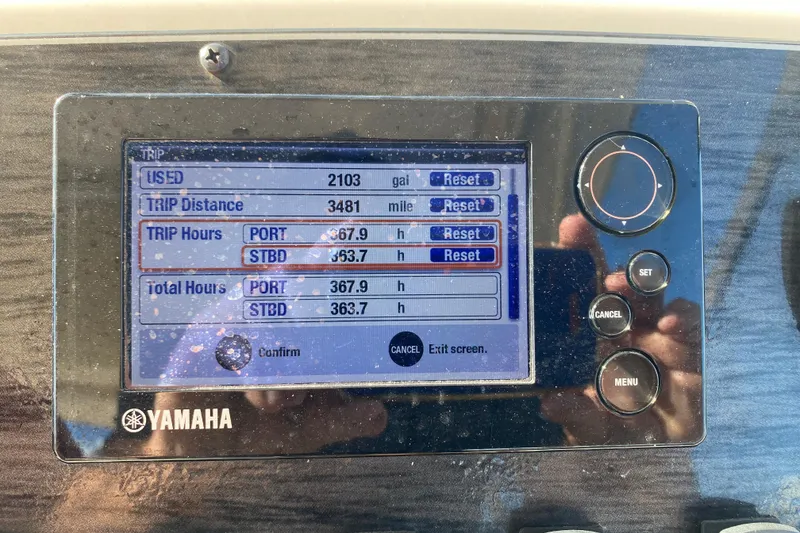 TRIP
USED 2103 gal Reset
TRIP Distance 3481 mile Reset
TRIP Hours PORT 367.9 h Reset
STBD 363.7 h Reset
Total Hours PORT 367.9 h
STBD 363.7 h
Confirm CANCEL Exit screen.
SET
CANCEL
MENU
YAMAHA